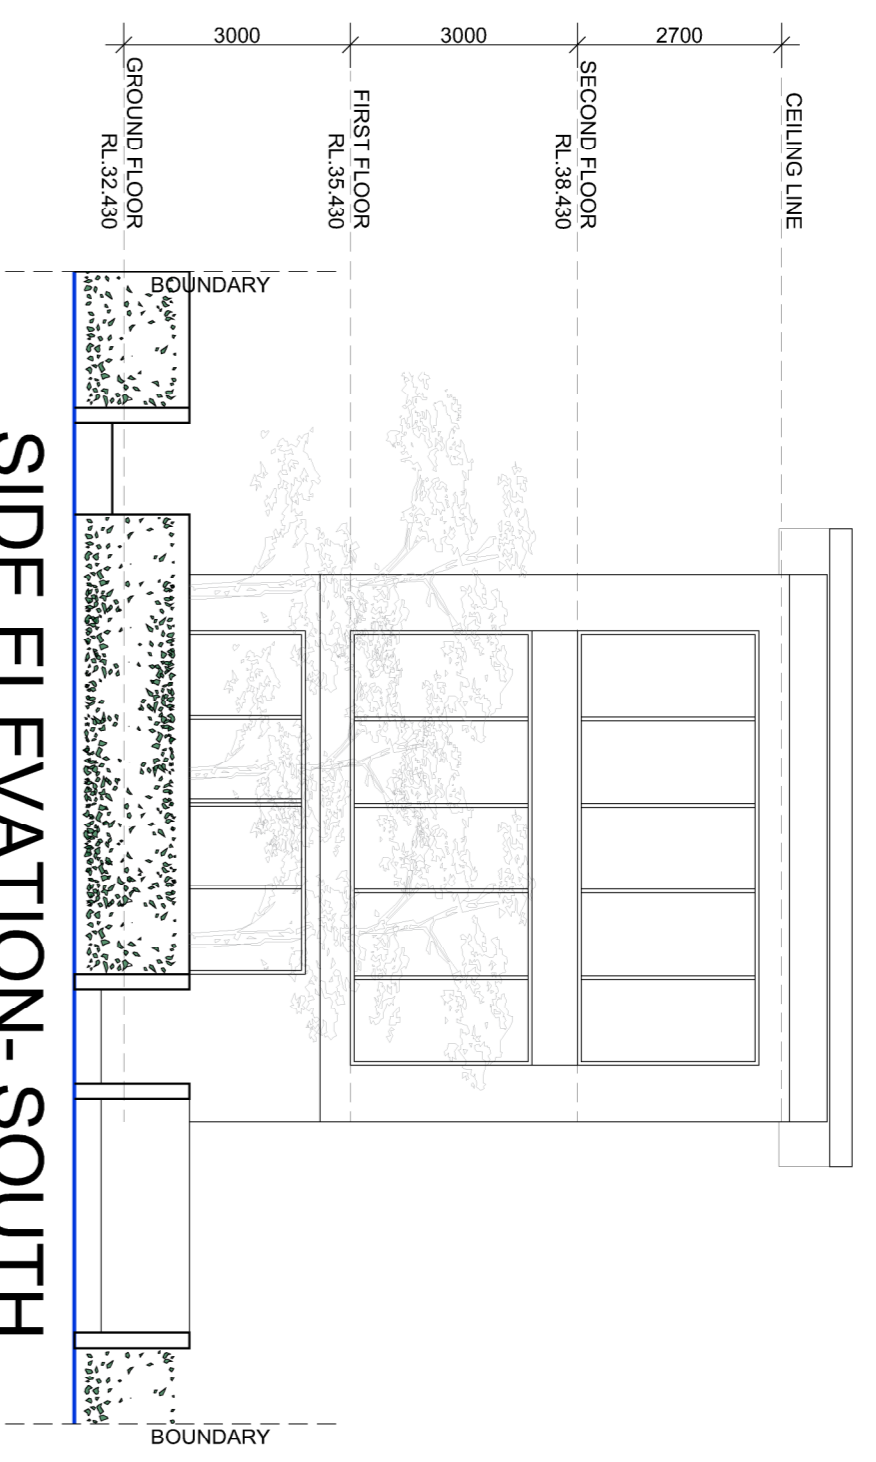 3000
3000
2700
GROUND FLOOR
RL.32.430
FIRST FLOOR
RL.35.430
SECOND FLOOR
RL.38.430
CEILING LINE
BOUNDARY
SIDE ELEVATION- SOUTH
BOUNDARY